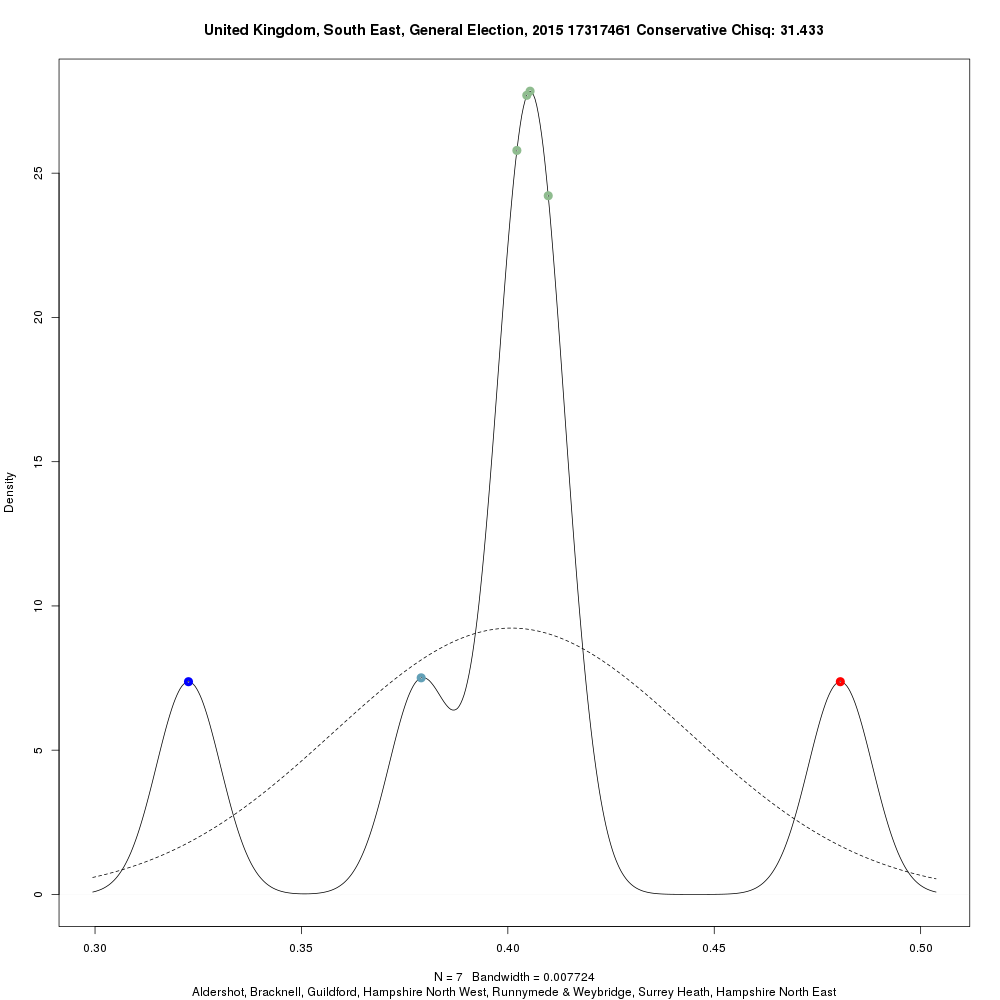 United Kingdom, South East, General Election, 2015 17317461 Conservative Chisq: 31.433
Density
25
20
15
10
5
0
0.30 0.35 0.40 0.45 0.50
N = 7 Bandwidth = 0.007724
Aldershot, Bracknell, Guildford, Hampshire North West, Runnymede & Weybridge, Surrey Heath, Hampshire North East